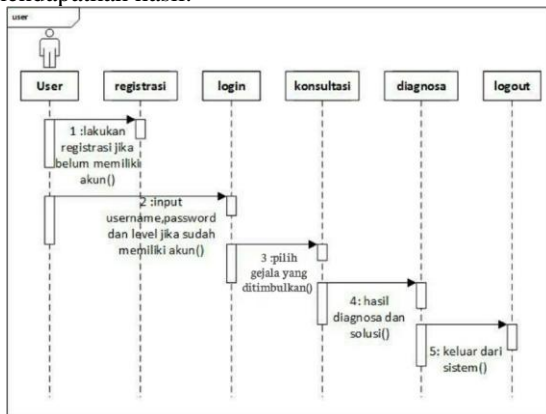 user
User registrasi login konsultasi diagnosa logout
1 :lakukan
registrasi jika
belum memiliki
akun()
2 :input
username,password
dan level jika sudah
memiliki akun()
3 :pilih
gejala yang
ditimbulkan()
4: hasil
diagnosa dan
solusi()
5: keluar dari
sistem()